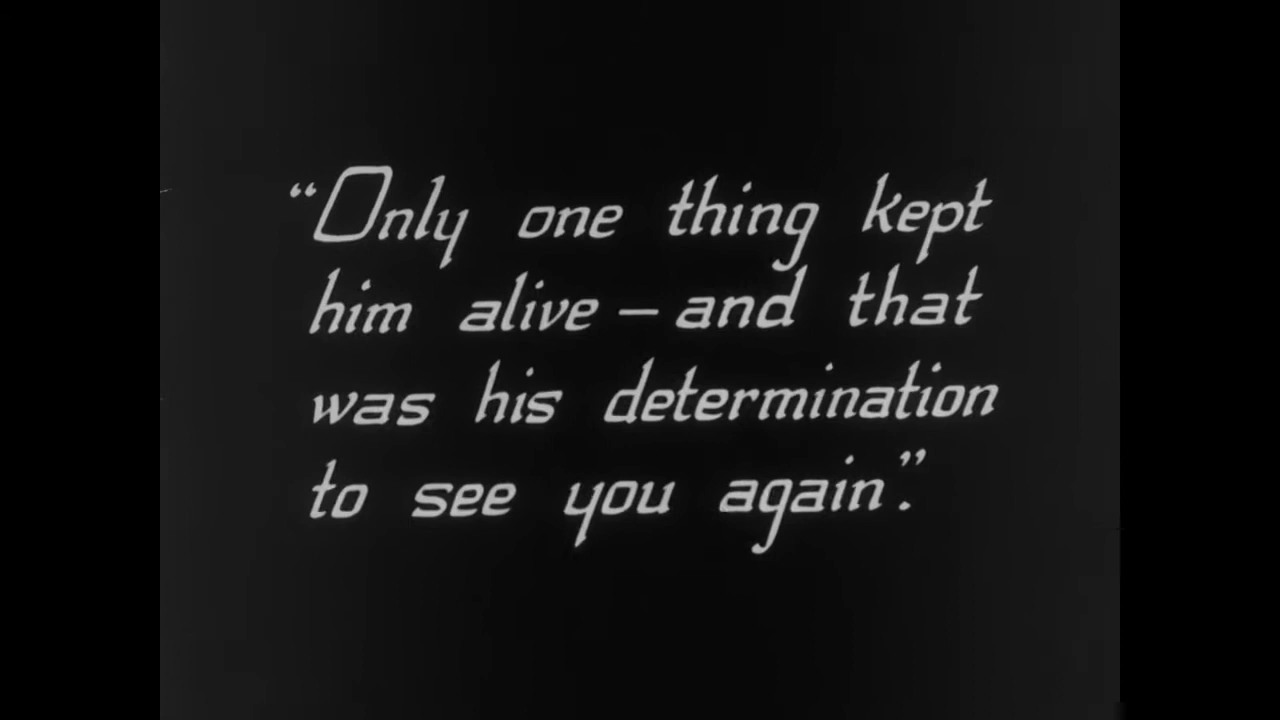 “Only one thing kept
him alive — and that
was his determination
to see you again”.